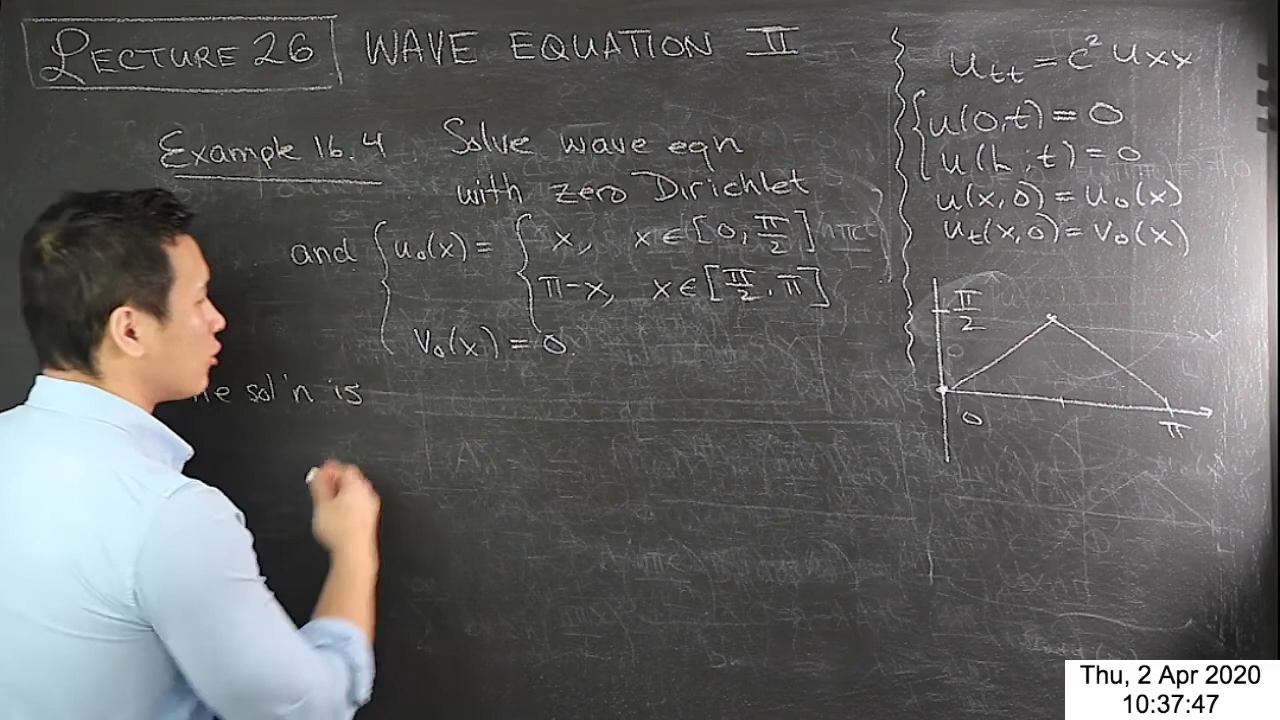 LECTURE 26 WAVE EQUATION II
Example 16.4 Solve wave eqn
with zero Dirichlet
and { u₀(x) = { x, x ∈ [0, π/2]
π-x, x ∈ [π/2, π]
v₀(x) = 0.
sol'n is
u_tt = c² u_xx
{ u(0,t) = 0
u(L,t) = 0
u(x,0) = u₀(x)
u_t(x,0) = v₀(x)
π/2
0
π
Thu, 2 Apr 2020
10:37:47